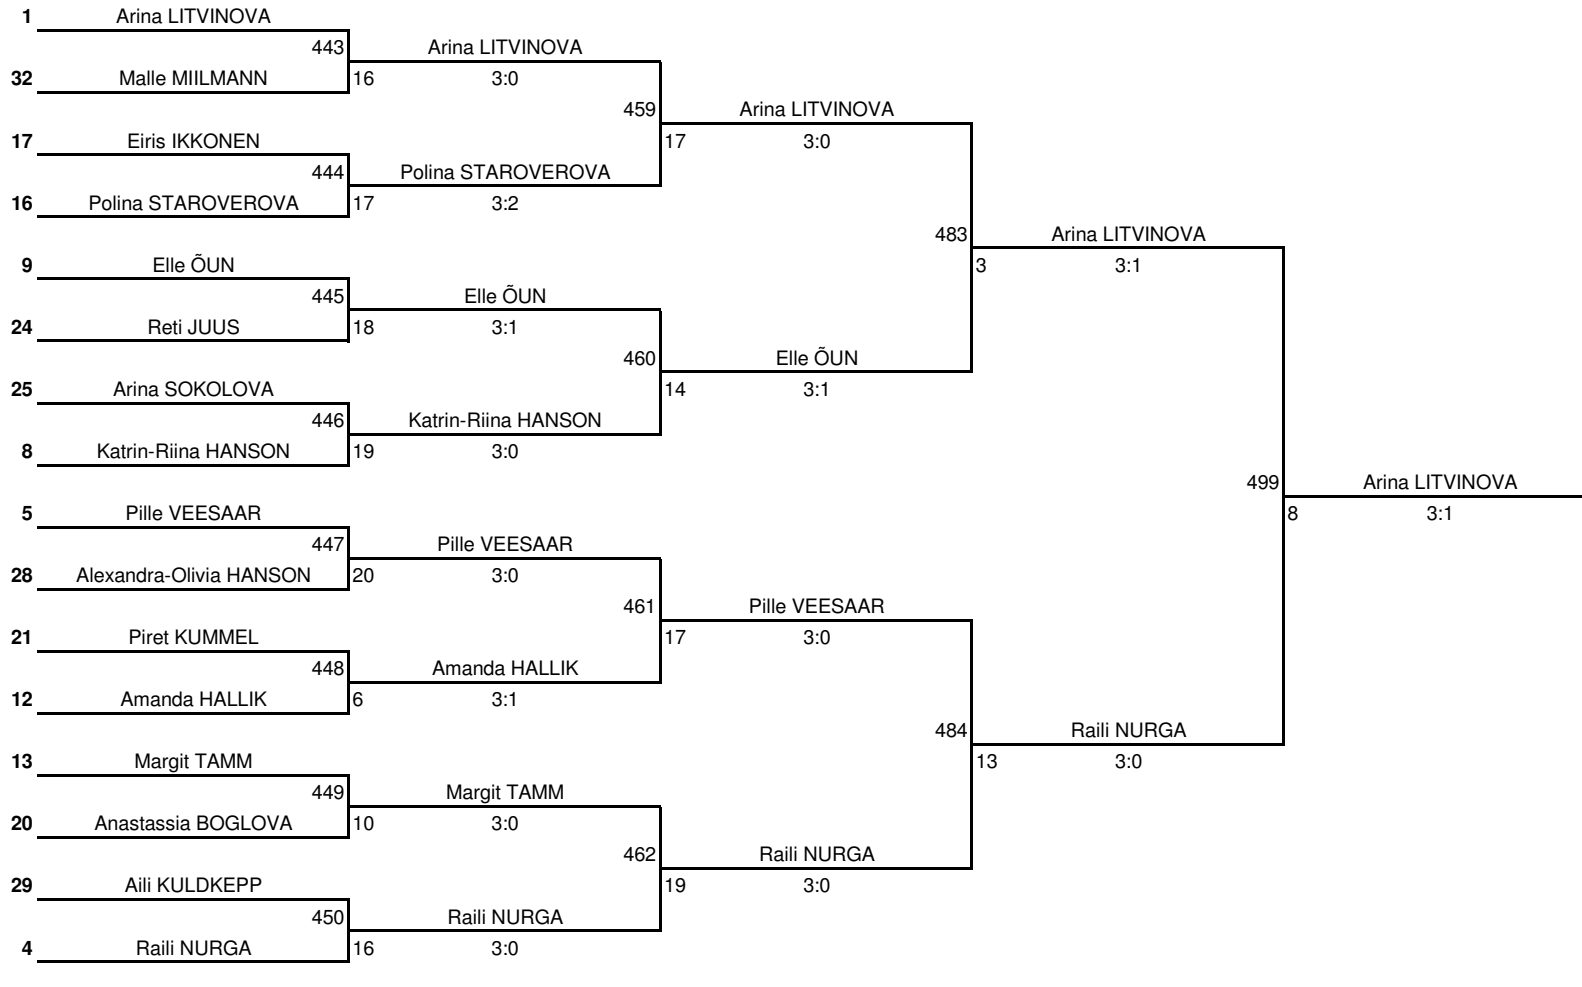 1 Arina LITVINOVA
443 Arina LITVINOVA
32 Malle MIILMANN 16 3:0
459 Arina LITVINOVA
17 Eiris IKKONEN 17 3:0
444 Polina STAROVEROVA
16 Polina STAROVEROVA 17 3:2
483 Arina LITVINOVA
9 Elle ÕUN 3 3:1
445 Elle ÕUN
24 Reti JUUS 18 3:1
460 Elle ÕUN
25 Arina SOKOLOVA 14 3:1
446 Katrin-Riina HANSON
8 Katrin-Riina HANSON 19 3:0
499 Arina LITVINOVA
5 Pille VEESAAR 8 3:1
447 Pille VEESAAR
28 Alexandra-Olivia HANSON 20 3:0
461 Pille VEESAAR
21 Piret KUMMEL 17 3:0
448 Amanda HALLIK
12 Amanda HALLIK 6 3:1
484 Raili NURGA
13 Margit TAMM 13 3:0
449 Margit TAMM
20 Anastassia BOGLOVA 10 3:0
462 Raili NURGA
29 Aili KULDKEPP 19 3:0
450 Raili NURGA
4 Raili NURGA 16 3:0